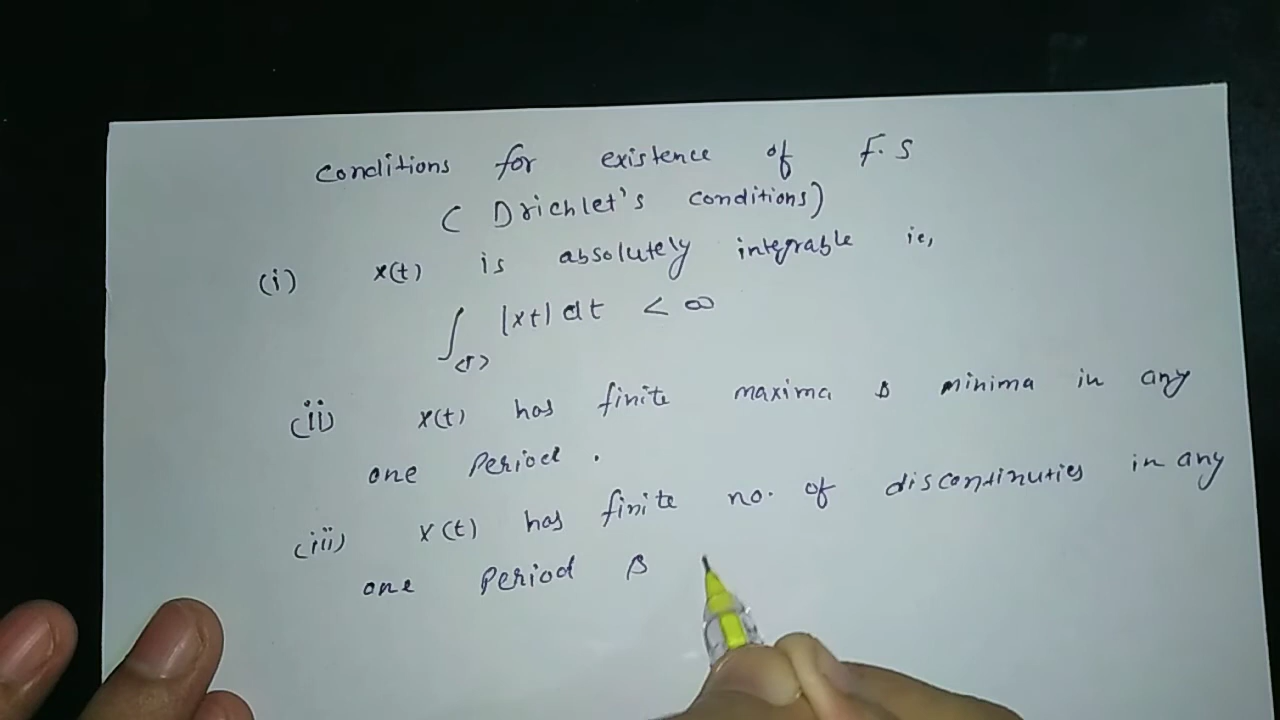 Conditions for existence of F.S
( Drichlet's conditions)
(i) x(t) is absolutely integrable ie,
∫<T> |xt| dt < ∞
(ii) x(t) has finite maxima & minima in any
one Period .
(iii) x(t) has finite no. of discontinuties in any
one Period &